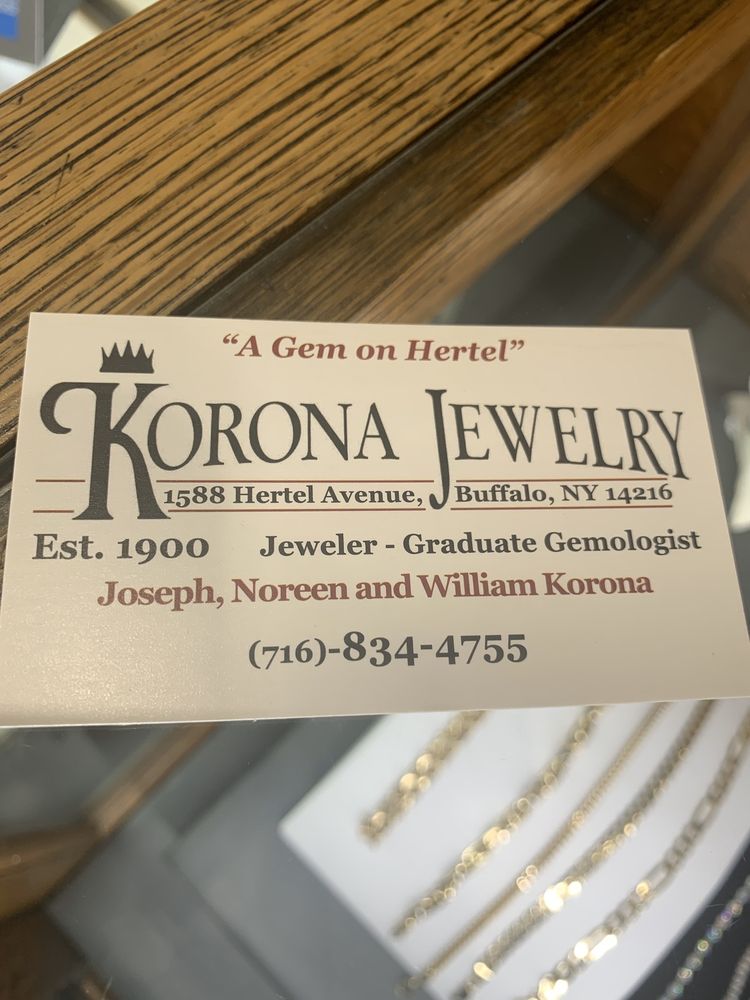 “A Gem on Hertel”
KORONA JEWELRY
1588 Hertel Avenue, Buffalo, NY 14216
Est. 1900 Jeweler - Graduate Gemologist
Joseph, Noreen and William Korona
(716)-834-4755